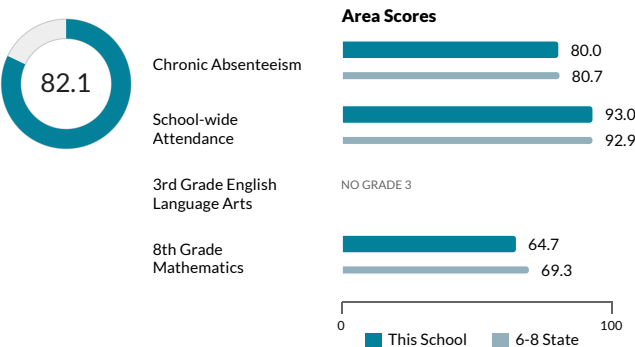 Area Scores
82.1
Chronic Absenteeism
80.0
80.7
School-wide
Attendance
93.0
92.9
3rd Grade English
Language Arts
NO GRADE 3
8th Grade
Mathematics
64.7
69.3
0
100
This School
6-8 State